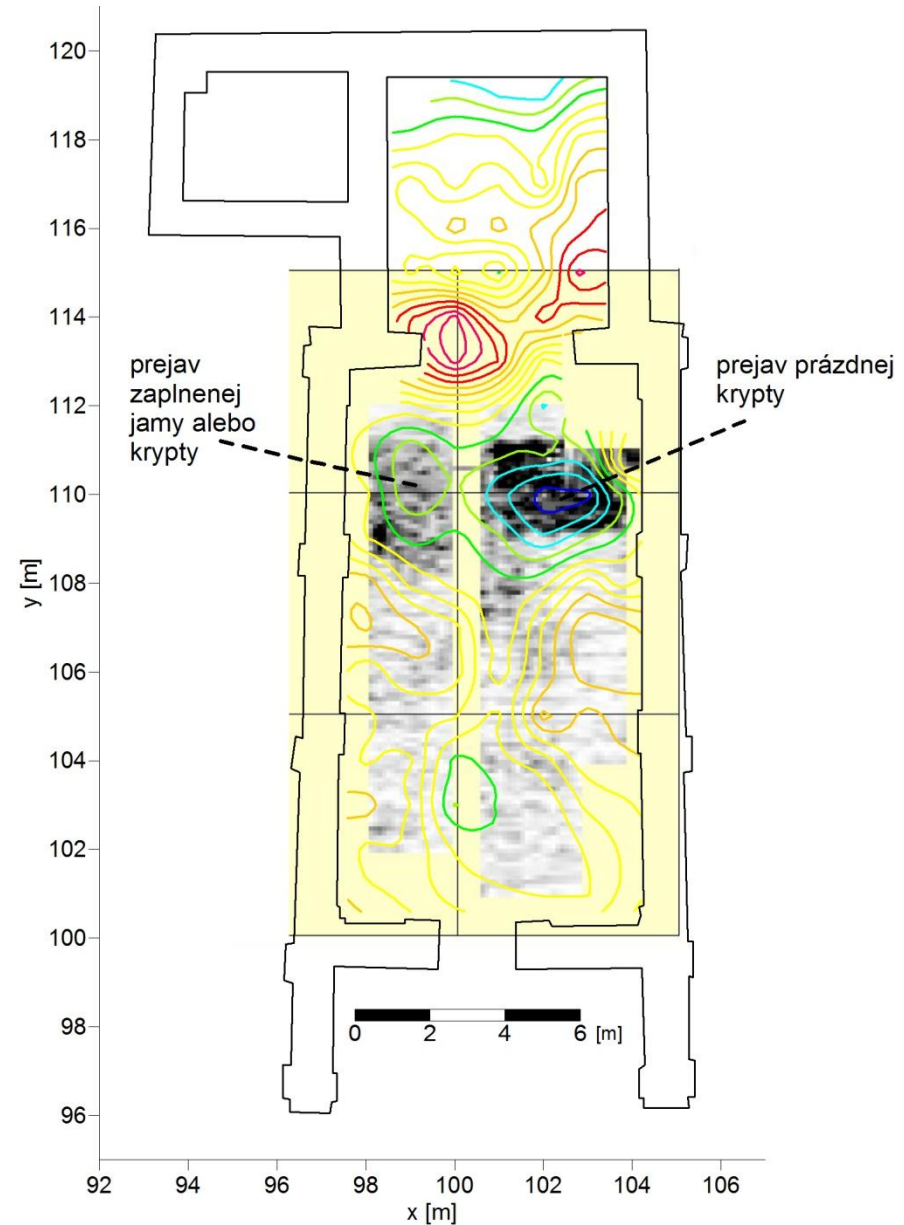 120
118
116
114
112
110
108
106
104
102
100
98
96
y [m]
prejav
zaplnenej
jamy alebo
krypty
prejav prázdnej
krypty
0 2 4 6 [m]
92 94 96 98 100 102 104 106
x [m]